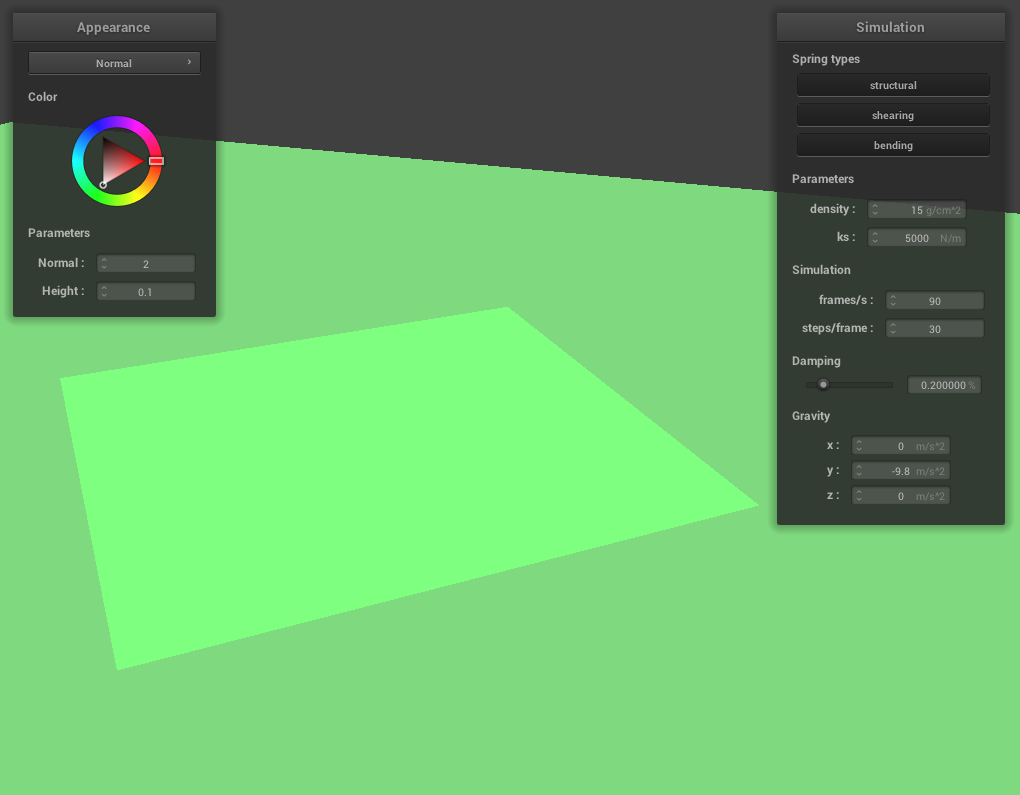 Appearance
Normal
Color
Parameters
Normal : 2
Height : 0.1
Simulation
Spring types
structural
shearing
bending
Parameters
density : 15 g/cm^2
ks : 5000 N/m
Simulation
frames/s : 90
steps/frame : 30
Damping
0.200000 %
Gravity
x : 0 m/s^2
y : -9.8 m/s^2
z : 0 m/s^2